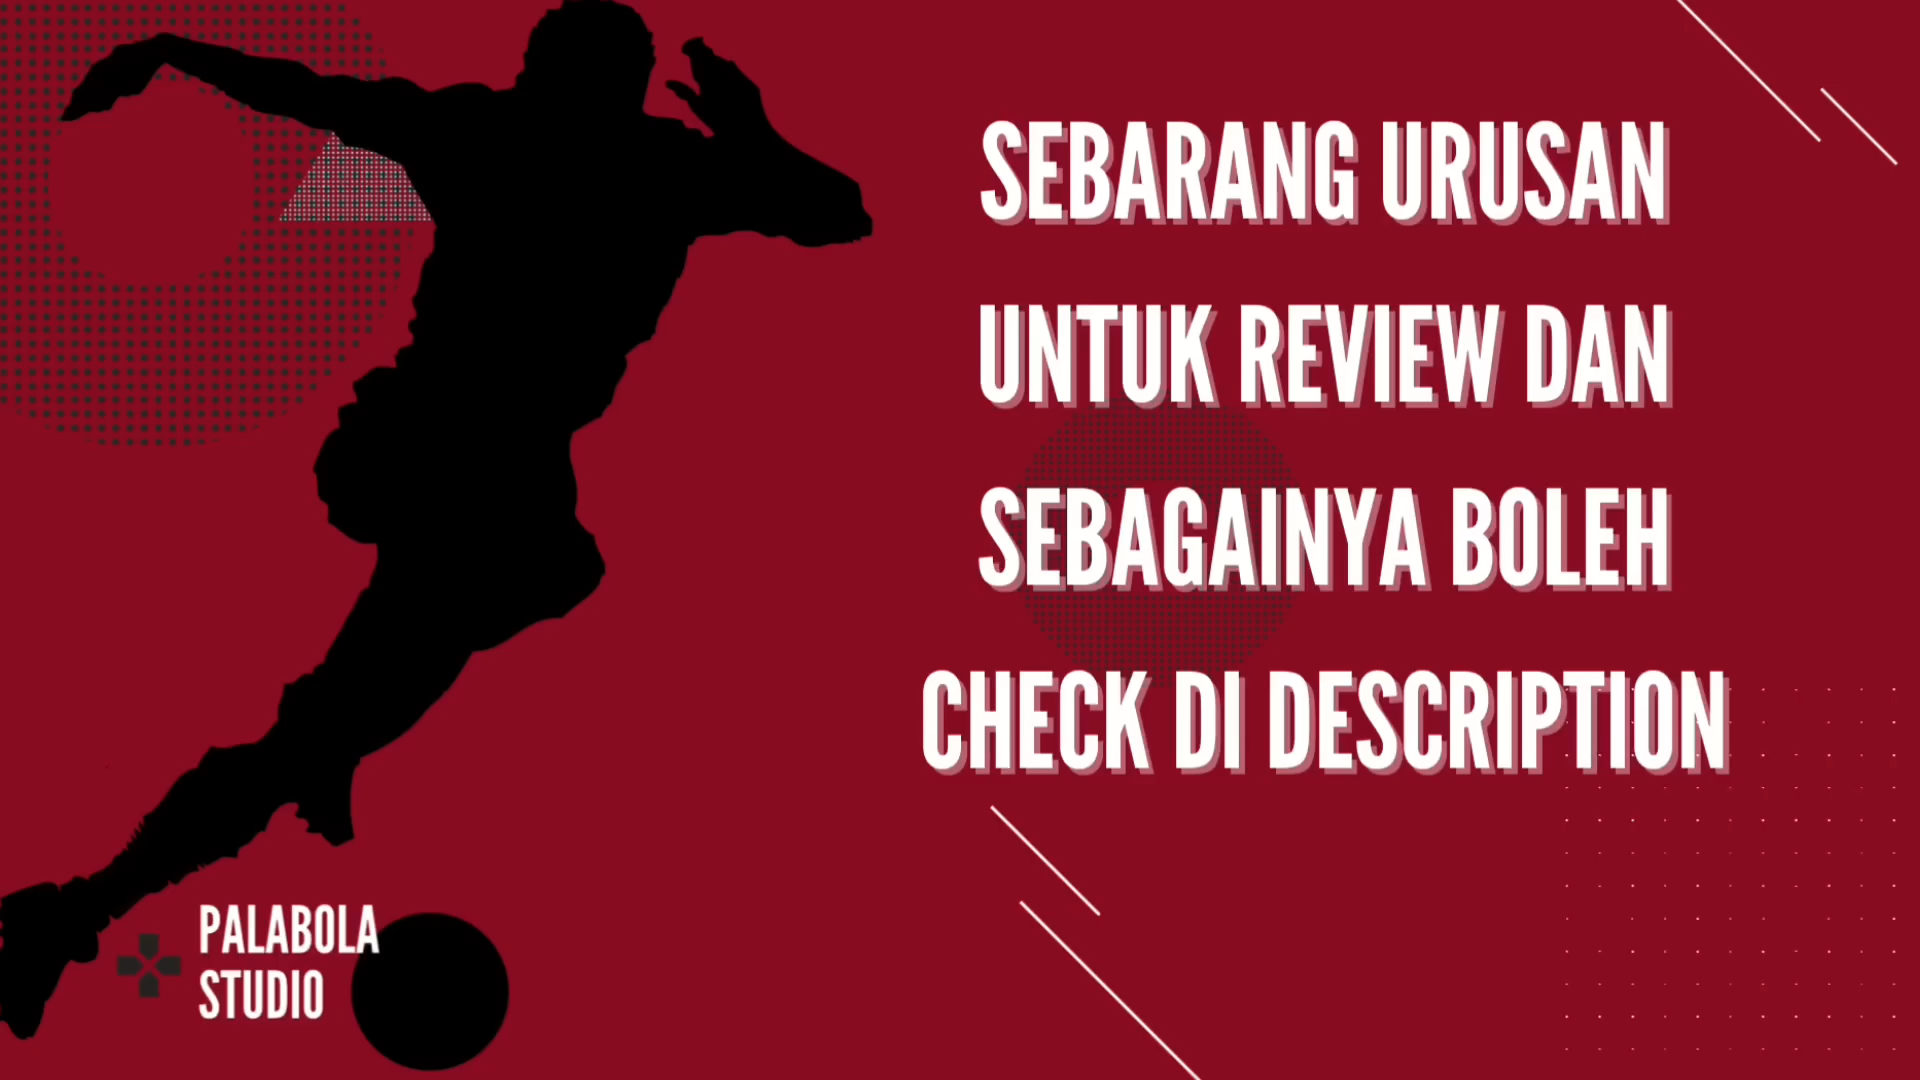 SEBARANG URUSAN
UNTUK REVIEW DAN
SEBAGAINYA BOLEH
CHECK DI DESCRIPTION
PALABOLA
STUDIO